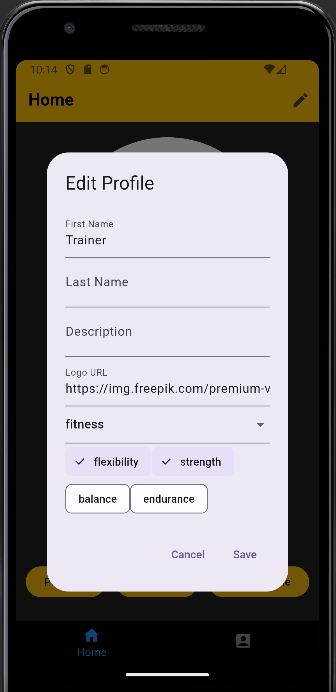 10:14
Home
Edit Profile
First Name
Trainer
Last Name
Description
Logo URL
https://img.freepik.com/premium-v
fitness
flexibility strength
balance endurance
Cancel Save
Home